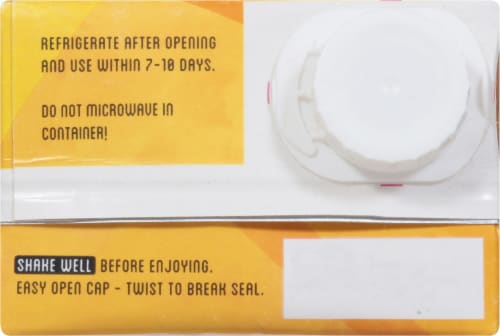 REFRIGERATE AFTER OPENING
AND USE WITHIN 7-10 DAYS.
DO NOT MICROWAVE IN
CONTAINER!
SHAKE WELL BEFORE ENJOYING.
EASY OPEN CAP - TWIST TO BREAK SEAL.